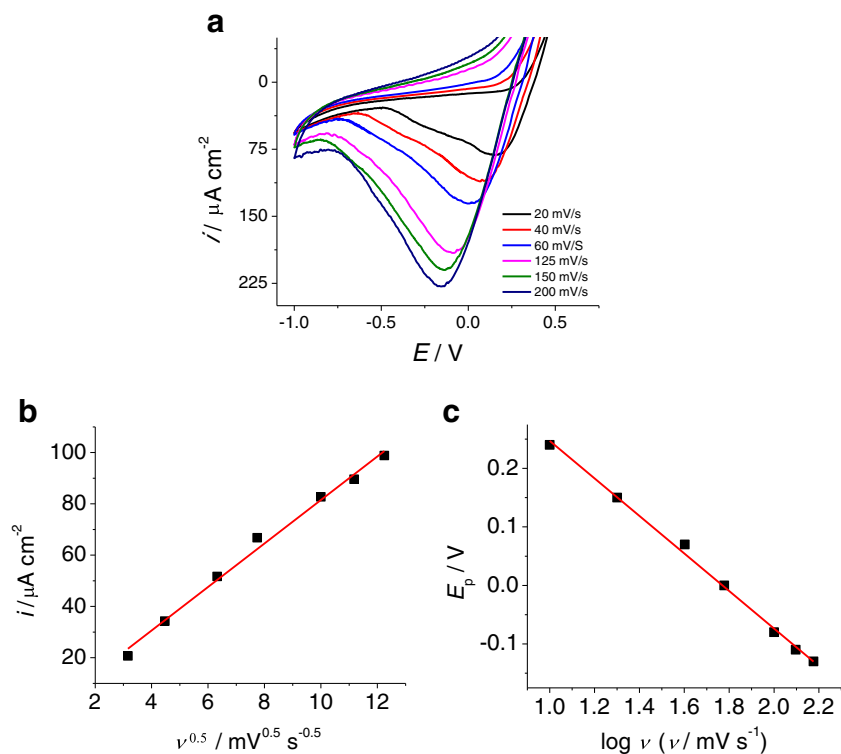 a
0
75
150
225
i / μA cm-2
-1.0 -0.5 0.0 0.5
E / V
20 mV/s
40 mV/s
60 mV/S
125 mV/s
150 mV/s
200 mV/s
b
100
80
60
40
20
i / μA cm-2
2 4 6 8 10 12
ν0.5 / mV0.5 s-0.5
c
0.2
0.1
0.0
-0.1
Ep / V
1.0 1.2 1.4 1.6 1.8 2.0 2.2
log ν (ν / mV s-1)